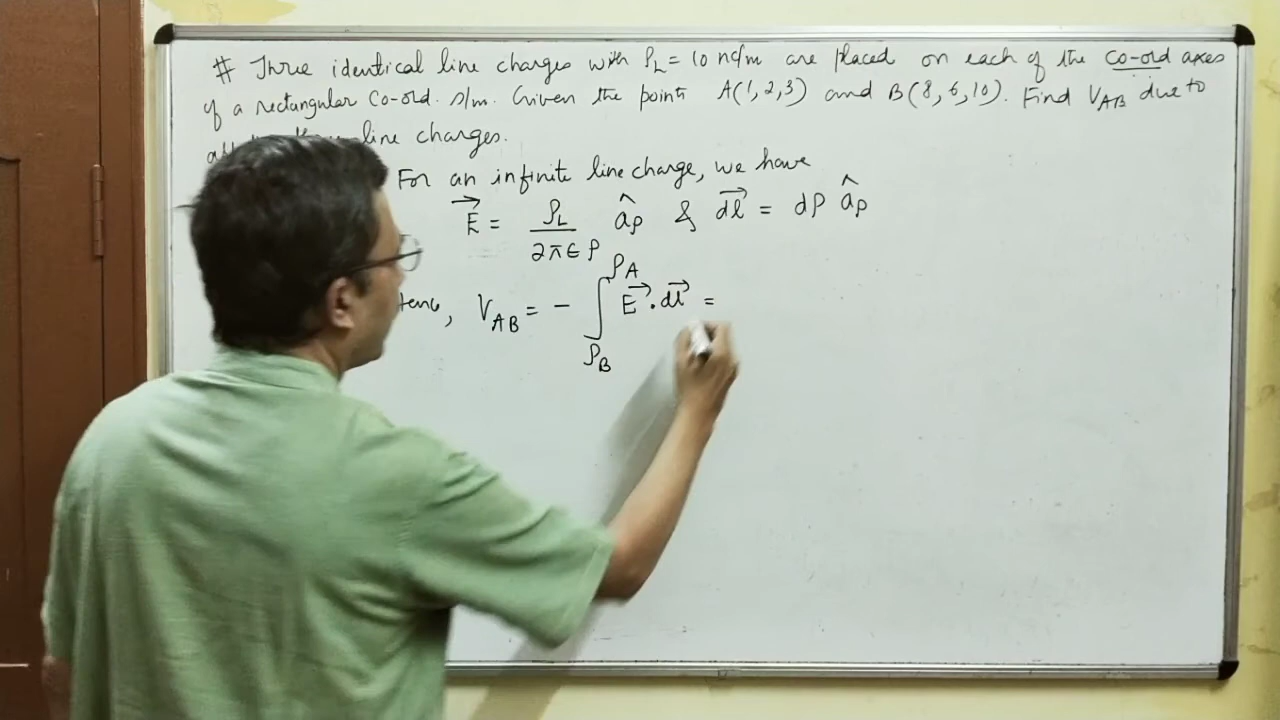 # Three identical line charges with ρL = 10 nc/m are placed on each of the co-ord axes
of a rectangular co-ord. s/m. Given the points A(1,2,3) and B(8,6,10). Find VAB due to
line charges.
For an infinite line charge, we have
E⃗ = ρL / 2π∈ρ âρ & dl⃗ = dρ âρ
, VAB = - ∫ρB^ρA E⃗ . dl⃗ =